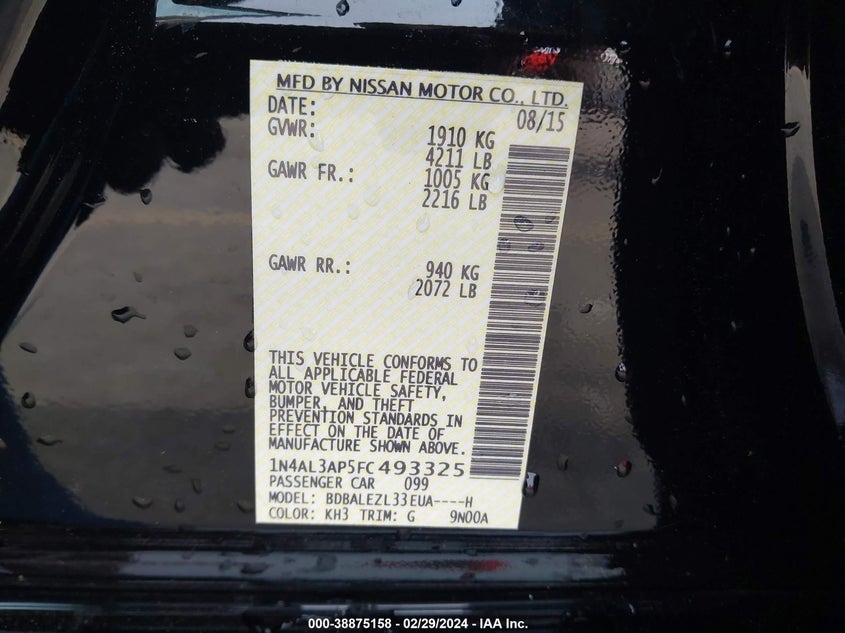 MFD BY NISSAN MOTOR CO., LTD.
DATE: 08/15
GVWR: 1910 KG
4211 LB
GAWR FR.: 1005 KG
2216 LB
GAWR RR.: 940 KG
2072 LB
THIS VEHICLE CONFORMS TO
ALL APPLICABLE FEDERAL
MOTOR VEHICLE SAFETY,
BUMPER, AND THEFT
PREVENTION STANDARDS IN
EFFECT ON THE DATE OF
MANUFACTURE SHOWN ABOVE.
1N4AL3AP5FC493325
PASSENGER CAR 099
MODEL: BDBALEZL33EUA----H
COLOR: KH3 TRIM: G 9N00A
000-38875158 - 02/29/2024 - IAA Inc.